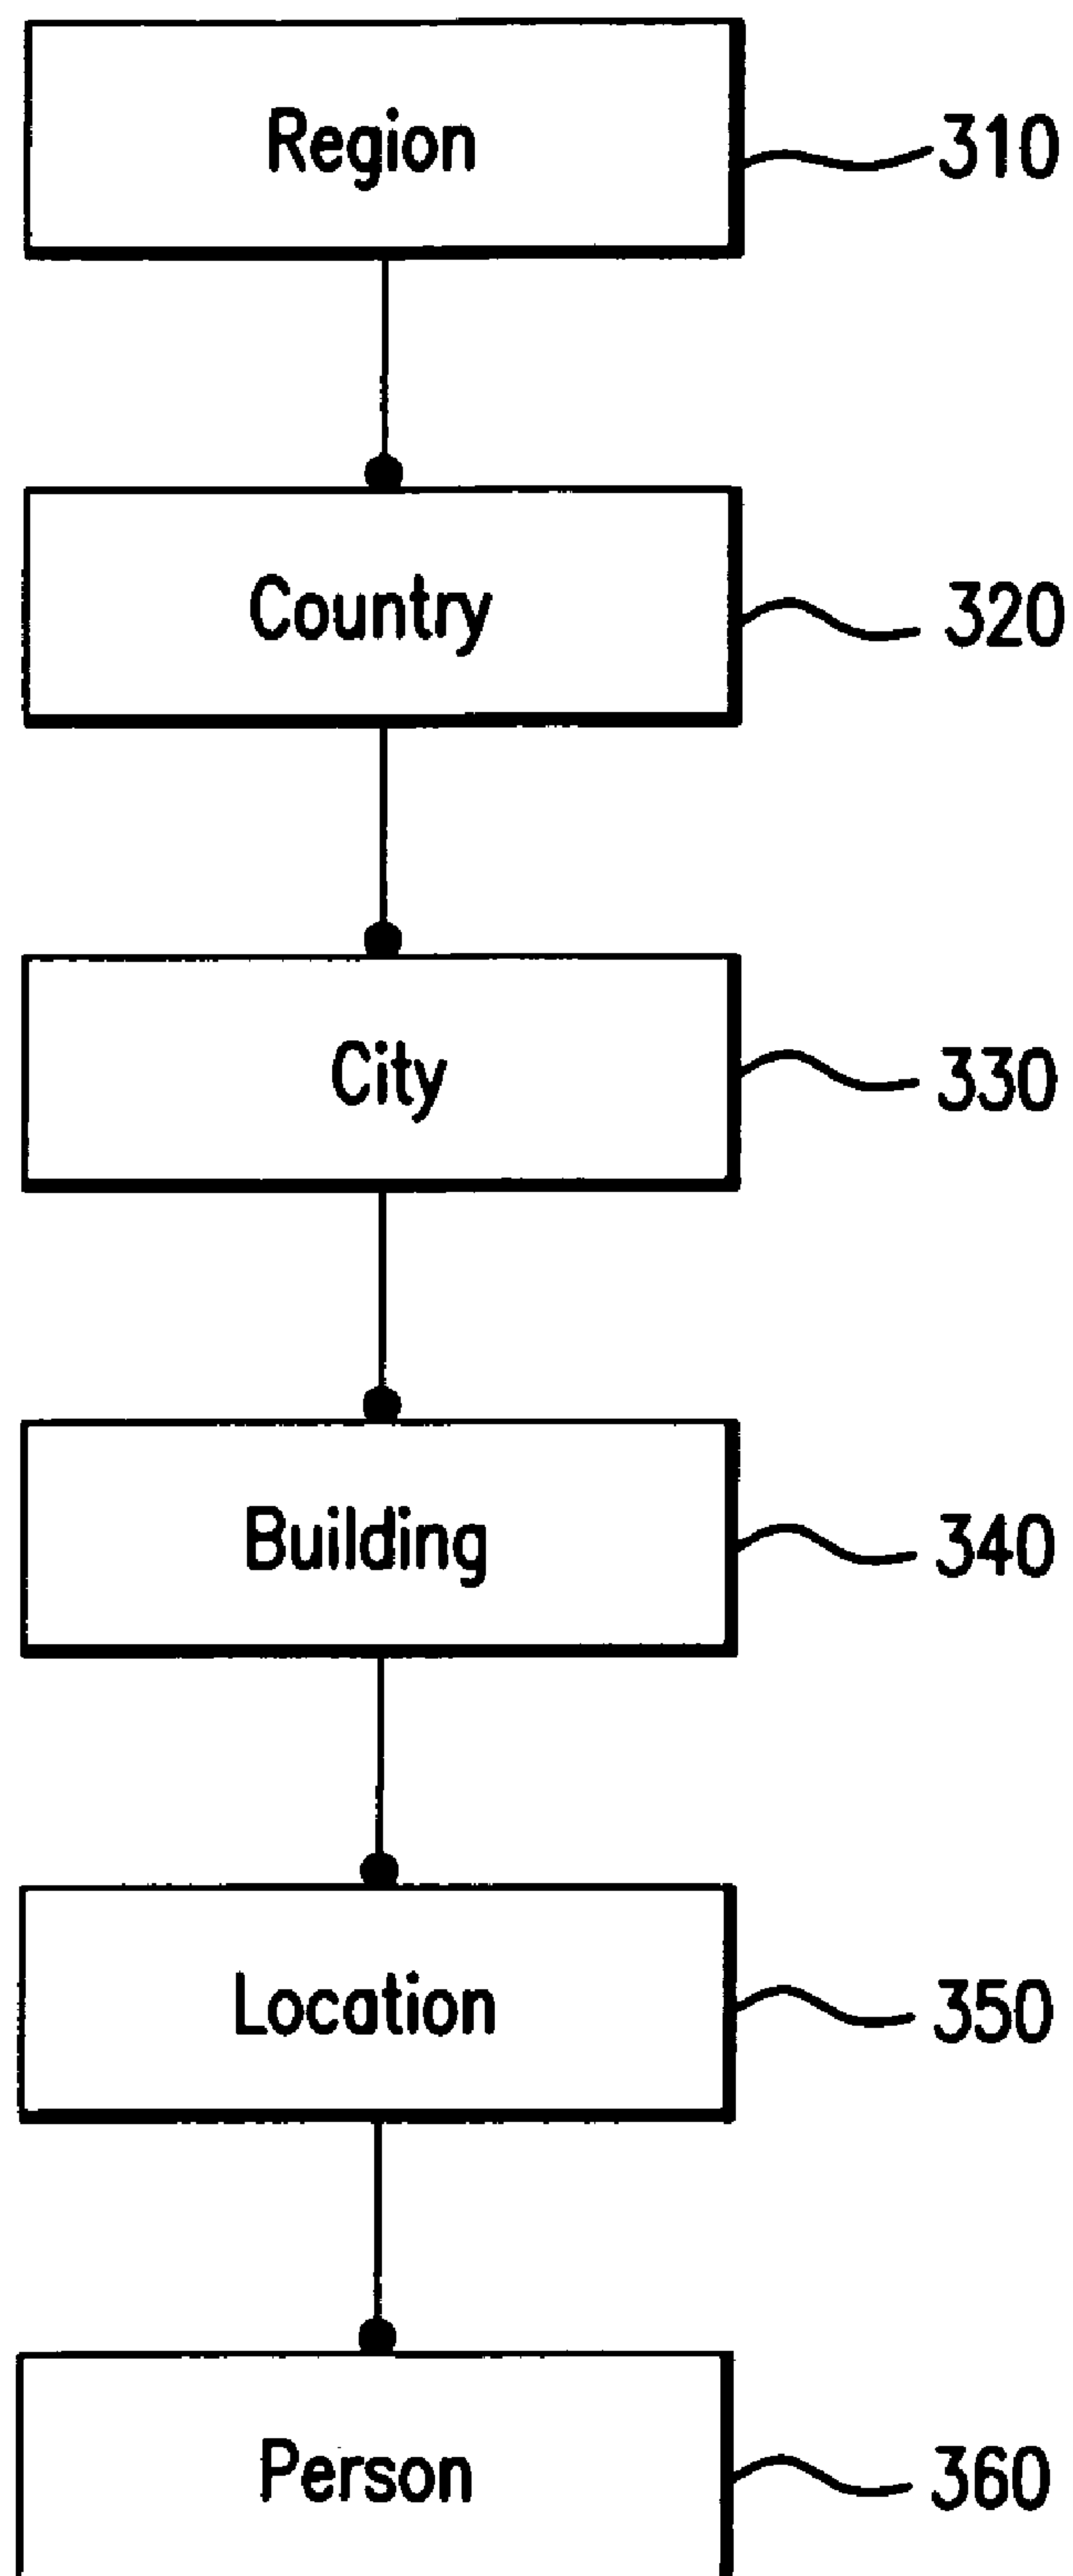 Region 310
Country 320
City 330
Building 340
Location 350
Person 360